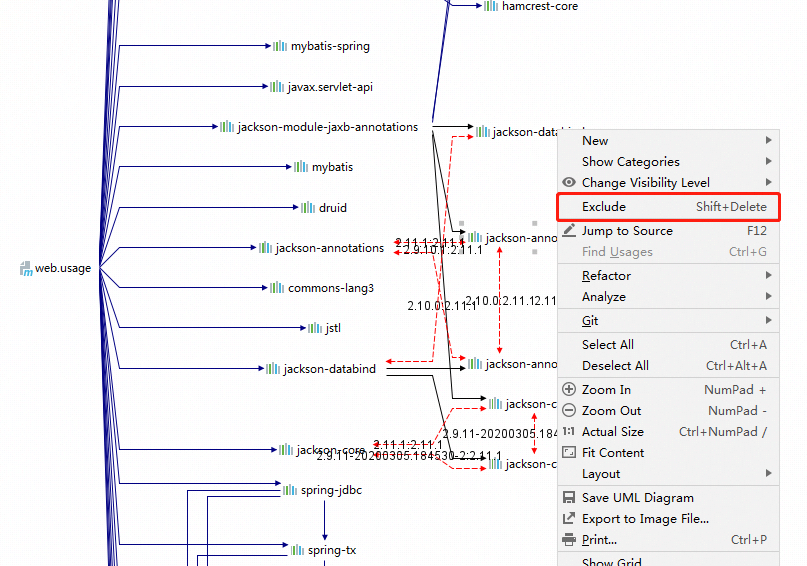 hamcrest-core
mybatis-spring
javax.servlet-api
jackson-module-jaxb-annotations
jackson-databind
mybatis
druid
jackson-annotations
2.11.1:2.11.1
2.9.10.1:2.11.1
jackson-anno
web.usage
commons-lang3
2.10.0:2.11.1
2.10.0:2.11.1
2.11
jstl
jackson-databind
jackson-anno
jackson-c
2.9.11-20200305.184
jackson-core
2.11.1:2.11.1
2.9.11-20200305.184530-2:2.11.1
jackson-c
spring-jdbc
spring-tx
New
Show Categories
Change Visibility Level
Exclude Shift+Delete
Jump to Source F12
Find Usages Ctrl+G
Refactor
Analyze
Git
Select All Ctrl+A
Deselect All Ctrl+Alt+A
Zoom In NumPad +
Zoom Out NumPad -
1:1 Actual Size Ctrl+NumPad /
Fit Content
Layout
Save UML Diagram
Export to Image File...
Print... Ctrl+P
Show Grid